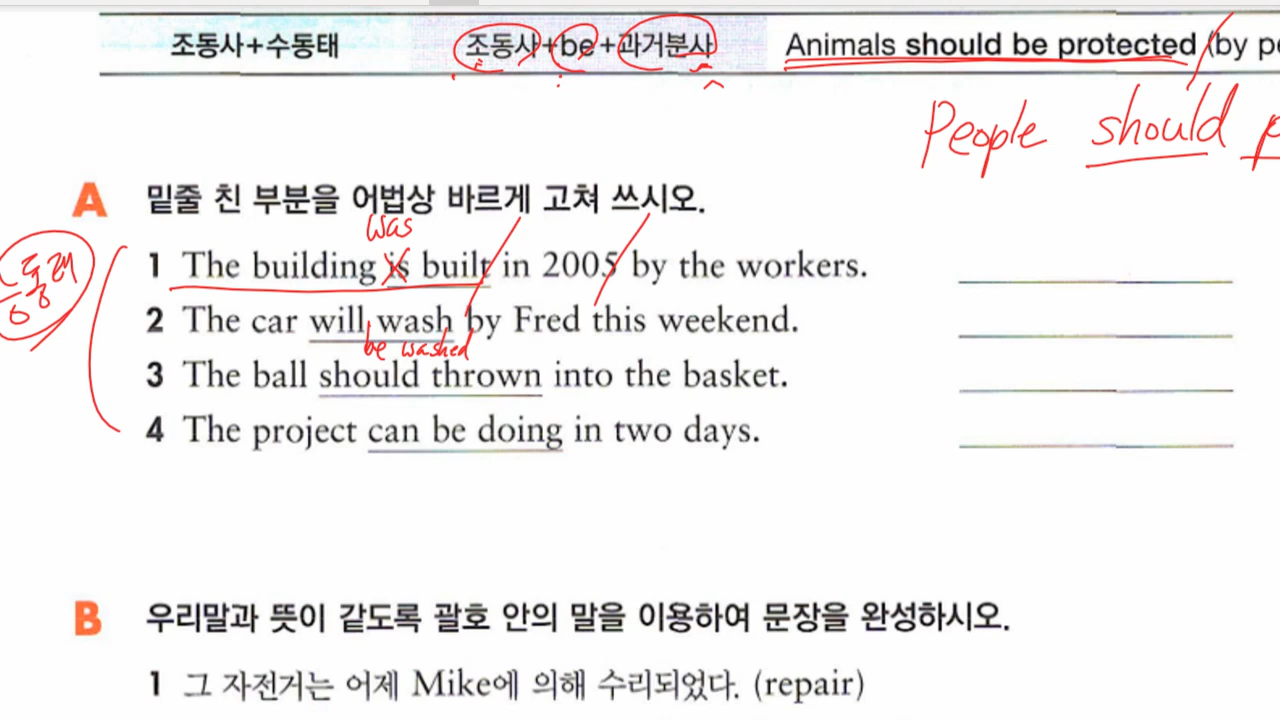 조동사+수동태 조동사+be+과거분사 Animals should be protected (by
People should
A 밑줄 친 부분을 어법상 바르게 고쳐 쓰시오.
was
1 The building is built in 2005 by the workers.
2 The car will wash by Fred this weekend.
be washed
3 The ball should thrown into the basket.
4 The project can be doing in two days.
B 우리말과 뜻이 같도록 괄호 안의 말을 이용하여 문장을 완성하시오.
1 그 자전거는 어제 Mike에 의해 수리되었다. (repair)